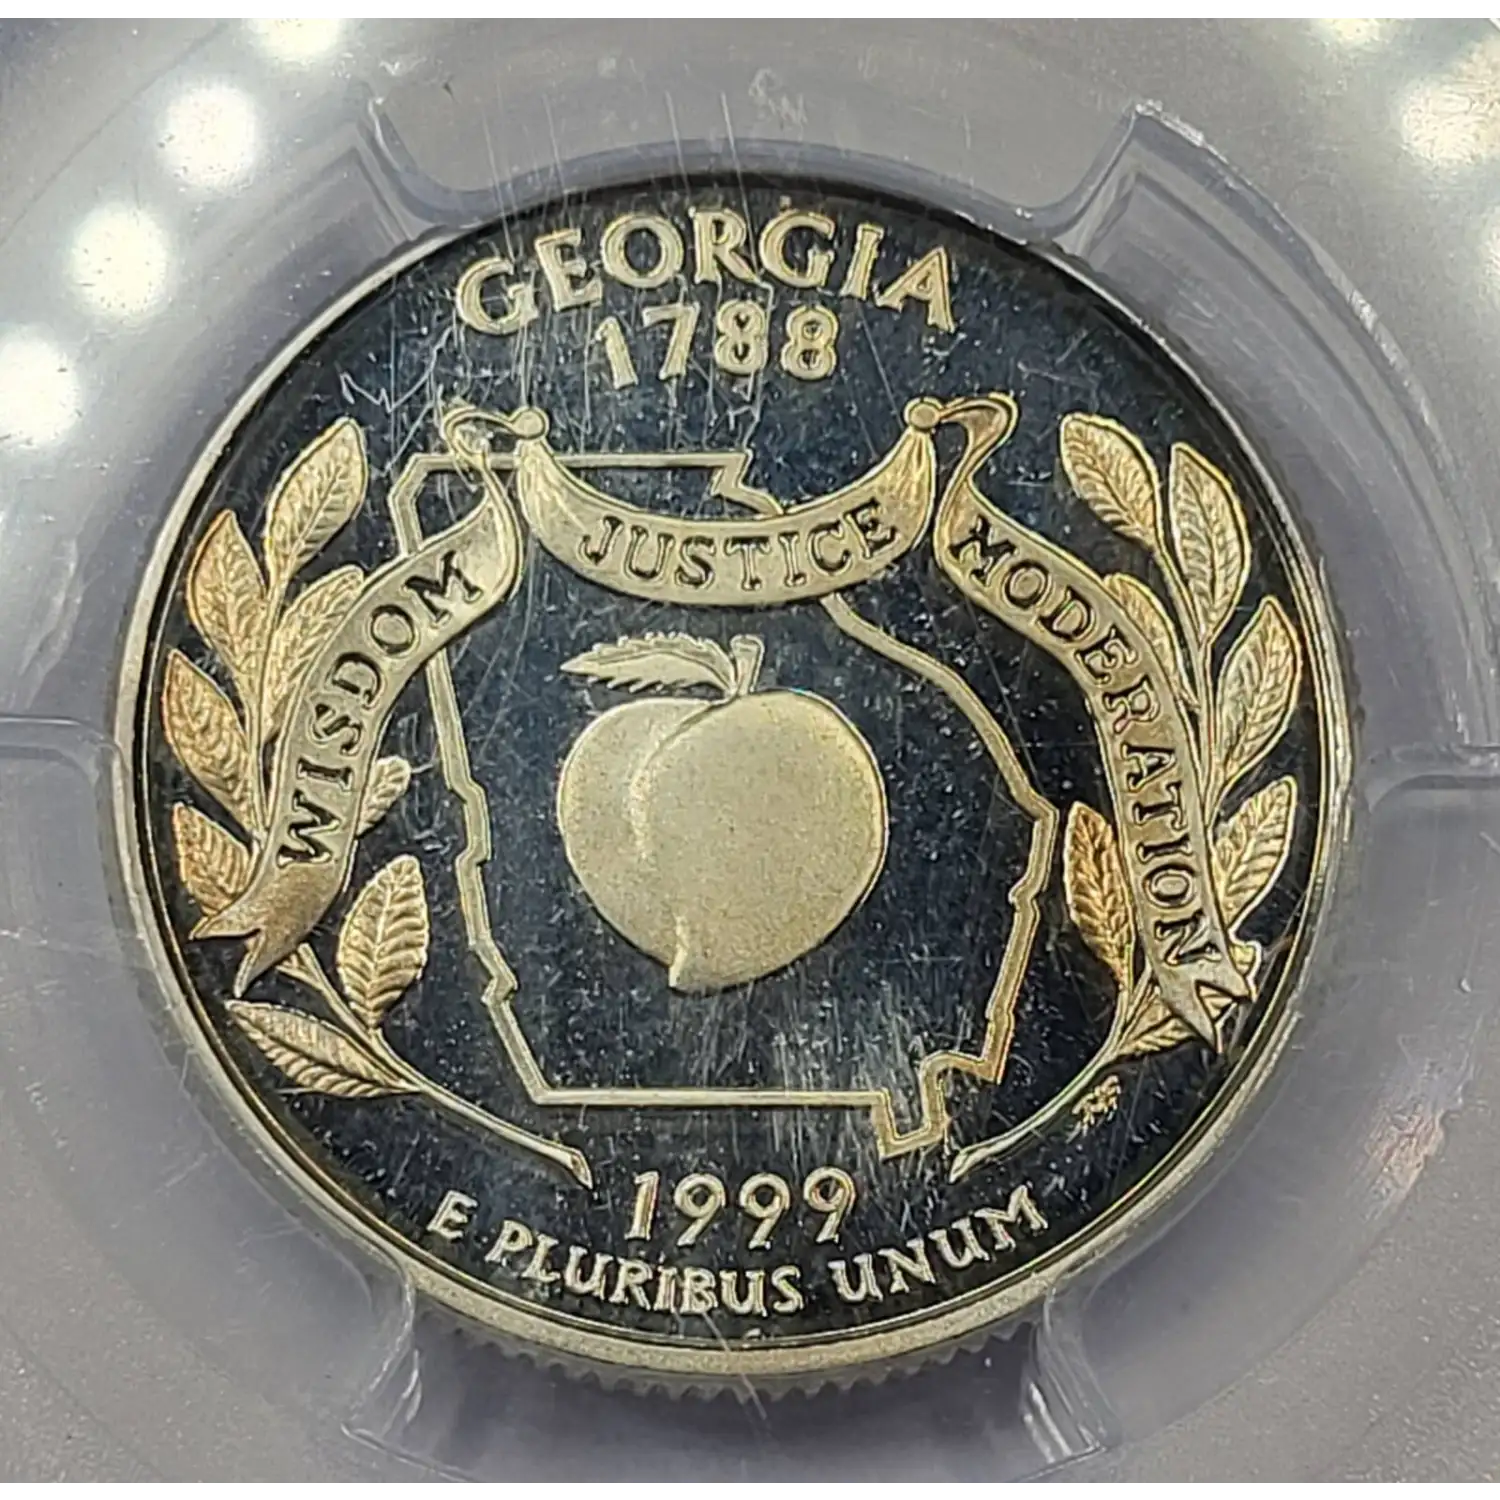 GEORGIA
1788
WISDOM
JUSTICE
MODERATION
1999
E PLURIBUS UNUM